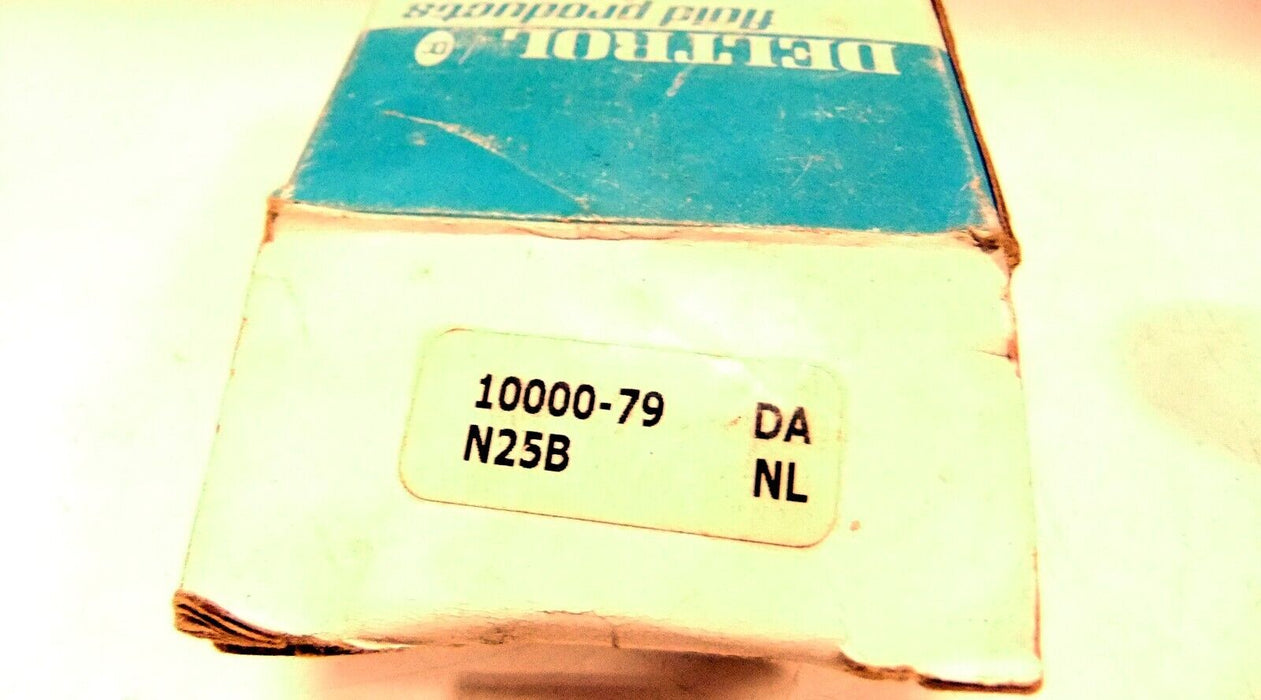 DELTROL
fluid products
10000-79 DA
N25B NL